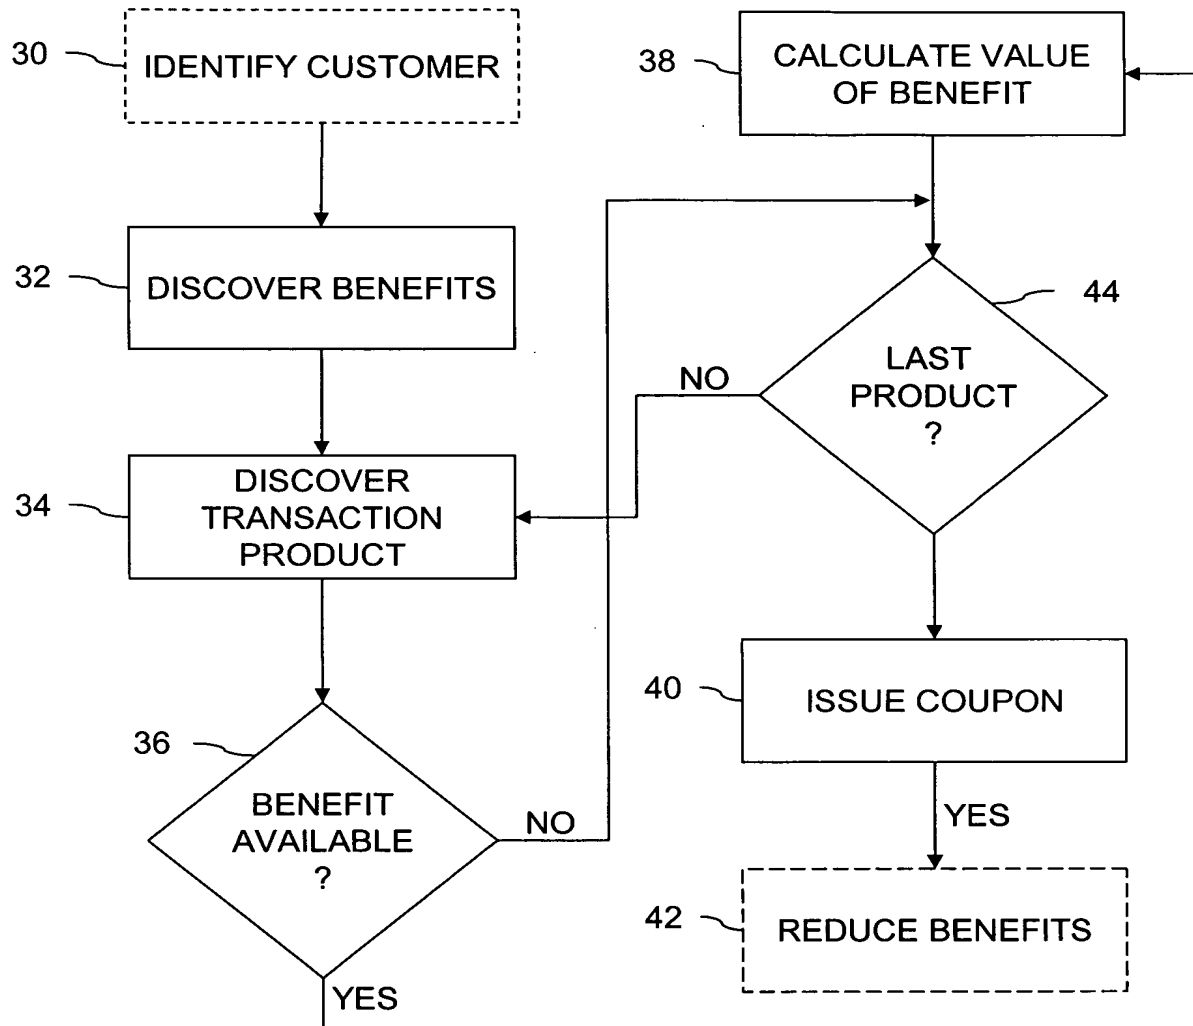 30
IDENTIFY CUSTOMER
32
DISCOVER BENEFITS
34
DISCOVER
TRANSACTION
PRODUCT
36
BENEFIT
AVAILABLE
?
NO
YES
38
CALCULATE VALUE
OF BENEFIT
44
LAST
PRODUCT
?
NO
40
ISSUE COUPON
YES
42
REDUCE BENEFITS